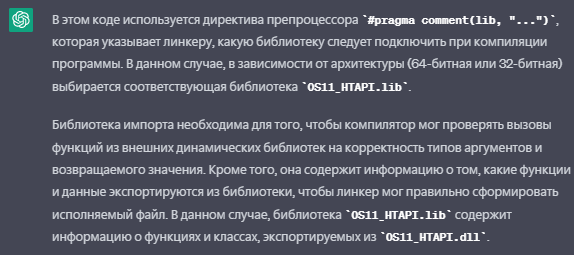 В этом коде используется директива препроцессора `#pragma comment(lib, "...")`,
которая указывает линкеру, какую библиотеку следует подключить при компиляции
программы. В данном случае, в зависимости от архитектуры (64-битная или 32-битная)
выбирается соответствующая библиотека `OS11_HTAPI.lib`.
Библиотека импорта необходима для того, чтобы компилятор мог проверять вызовы
функций из внешних динамических библиотек на корректность типов аргументов и
возвращаемого значения. Кроме того, она содержит информацию о том, какие функции
и данные экспортируются из библиотеки, чтобы линкер мог правильно сформировать
исполняемый файл. В данном случае, библиотека `OS11_HTAPI.lib` содержит
информацию о функциях и классах, экспортируемых из `OS11_HTAPI.dll`.